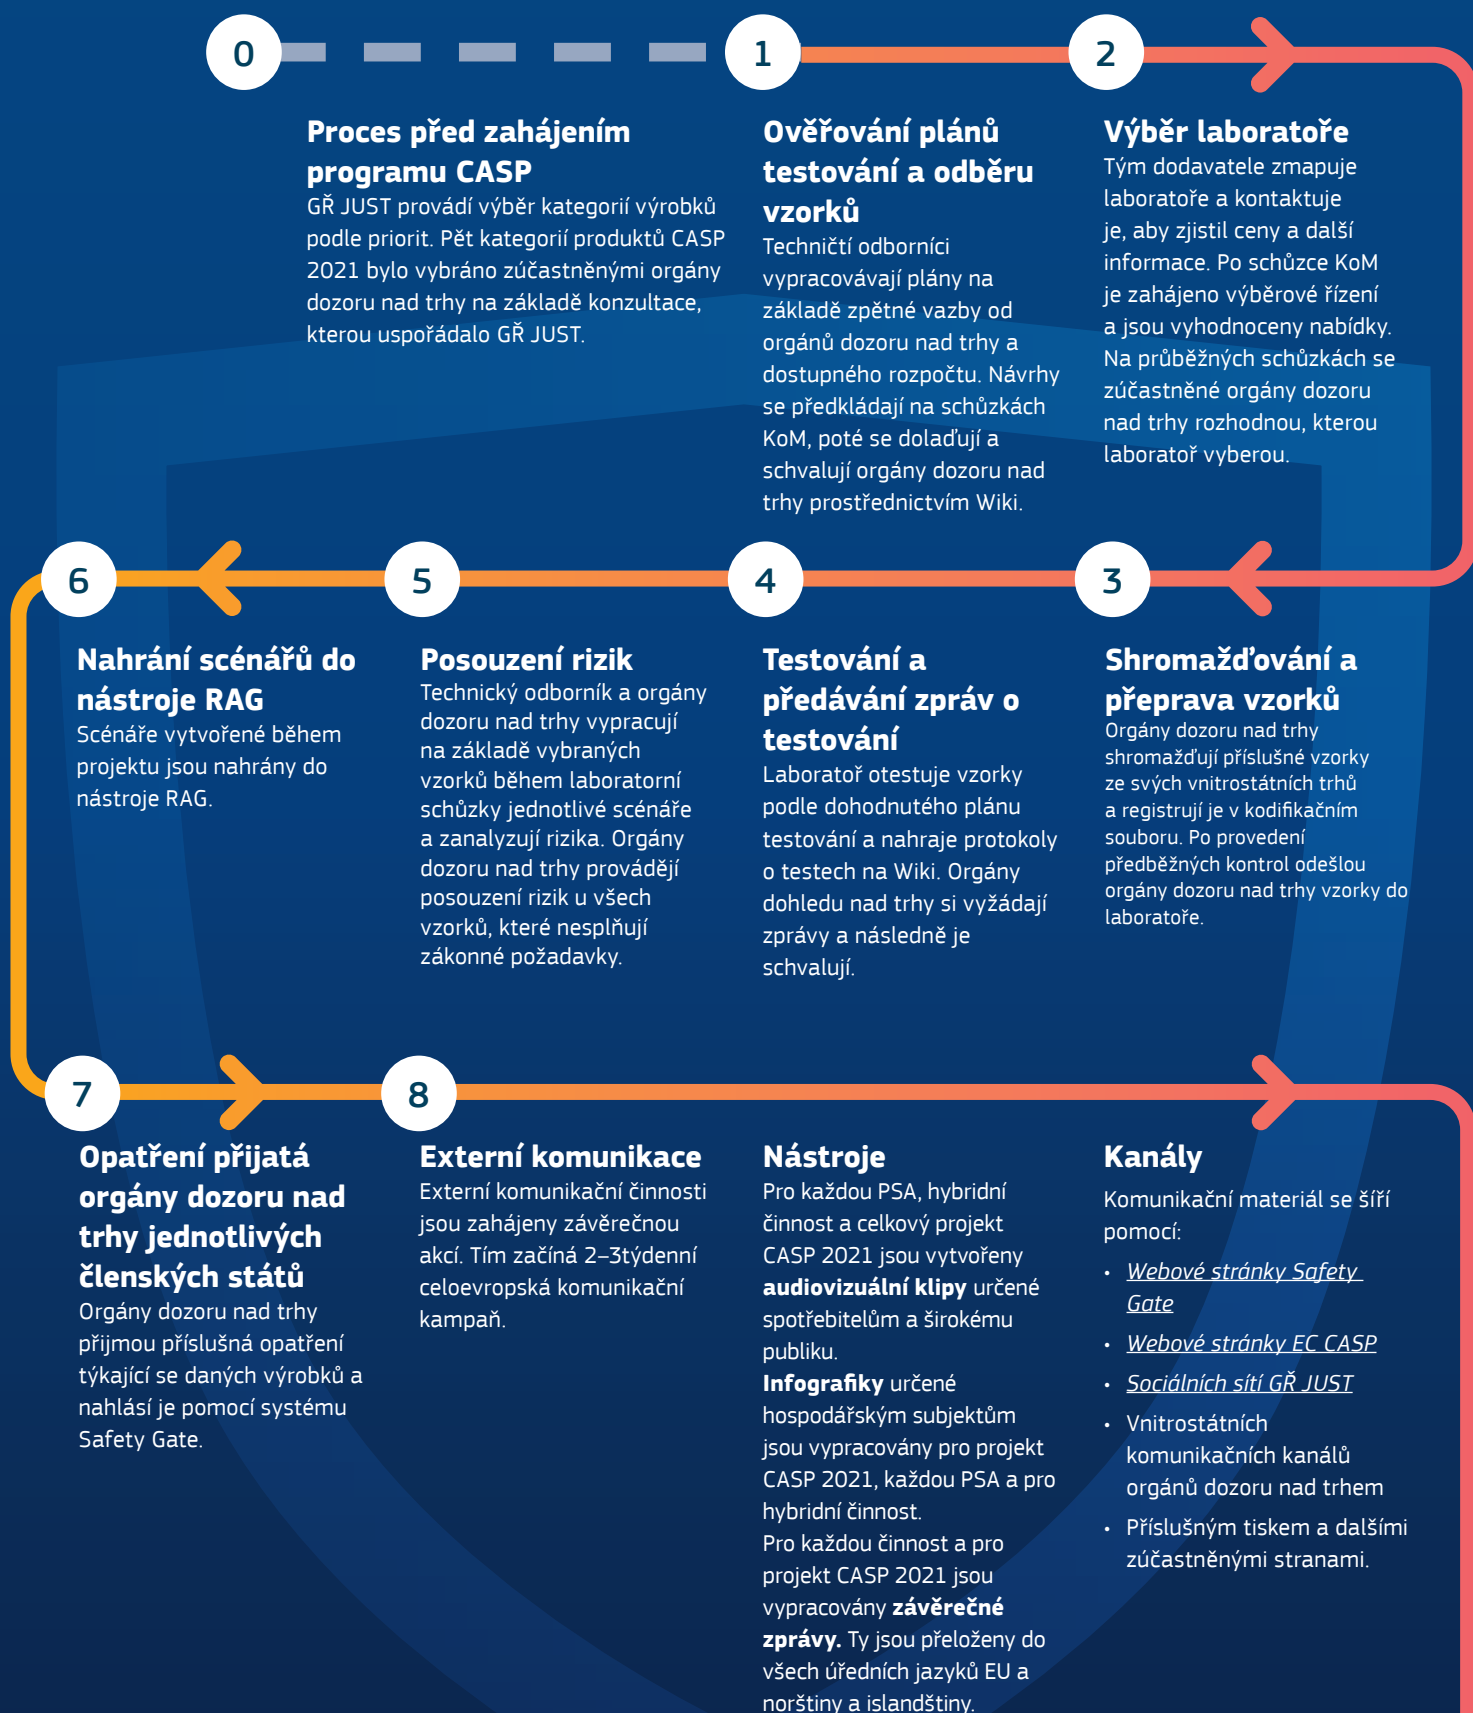 0
Proces před zahájením
programu CASP
GŘ JUST provádí výběr kategorií výrobků
podle priorit. Pět kategorií produktů CASP
2021 bylo vybráno zúčastněnými orgány
dozoru nad trhy na základě konzultace,
kterou uspořádalo GŘ JUST.
1
Ověřování plánů
testování a odběru
vzorků
Techničtí odborníci
vypracovávají plány na
základě zpětné vazby od
orgánů dozoru nad trhy a
dostupného rozpočtu. Návrhy
se předkládají na schůzkách
KoM, poté se dolaďují a
schvalují orgány dozoru nad
trhy prostřednictvím Wiki.
2
Výběr laboratoře
Tým dodavatele zmapuje
laboratoře a kontaktuje
je, aby zjistil ceny a další
informace. Po schůzce KoM
je zahájeno výběrové řízení
a jsou vyhodnoceny nabídky.
Na průběžných schůzkách se
zúčastněné orgány dozoru
nad trhy rozhodnou, kterou
laboratoř vyberou.
3
Shromažďování a
přeprava vzorků
Orgány dozoru nad trhy
shromažďují příslušné vzorky
ze svých vnitrostátních trhů
a registrují je v kodifikačním
souboru. Po provedení
předběžných kontrol odešlou
orgány dozoru nad trhy vzorky do
laboratoře.
4
Testování a
předávání zpráv o
testování
Laboratoř otestuje vzorky
podle dohodnutého plánu
testování a nahraje protokoly
o testech na Wiki. Orgány
dohledu nad trhy si vyžádají
zprávy a následně je
schvalují.
5
Posouzení rizik
Technický odborník a orgány
dozoru nad trhy vypracují
na základě vybraných
vzorků během laboratorní
schůzky jednotlivé scénáře
a zanalyzují rizika. Orgány
dozoru nad trhy provádějí
posouzení rizik u všech
vzorků, které nesplňují
zákonné požadavky.
6
Nahrání scénářů do
nástroje RAG
Scénáře vytvořené během
projektu jsou nahrány do
nástroje RAG.
7
Opatření přijatá
orgány dozoru nad
trhy jednotlivých
členských států
Orgány dozoru nad trhy
přijmou příslušná opatření
týkající se daných výrobků a
nahlásí je pomocí systému
Safety Gate.
8
Externí komunikace
Externí komunikační činnosti
jsou zahájeny závěrečnou
akcí. Tím začíná 2–3týdenní
celoevropská komunikační
kampaň.
Nástroje
Pro každou PSA, hybridní
činnost a celkový projekt
CASP 2021 jsou vytvořeny
audiovizuální klipy určené
spotřebitelům a širokému
publiku.
Infografiky určené
hospodářským subjektům
jsou vypracovány pro projekt
CASP 2021, každou PSA a pro
hybridní činnost.
Pro každou činnost a pro
projekt CASP 2021 jsou
vypracovány závěrečné
zprávy. Ty jsou přeloženy do
všech úředních jazyků EU a
norštiny a islandštiny.
Kanály
Komunikační materiál se šíří
pomocí:
• Webové stránky Safety
Gate
• Webové stránky EC CASP
• Sociálních sítí GŘ JUST
• Vnitrostátních
komunikačních kanálů
orgánů dozoru nad trhem
• Příslušným tiskem a dalšími
zúčastněnými stranami.